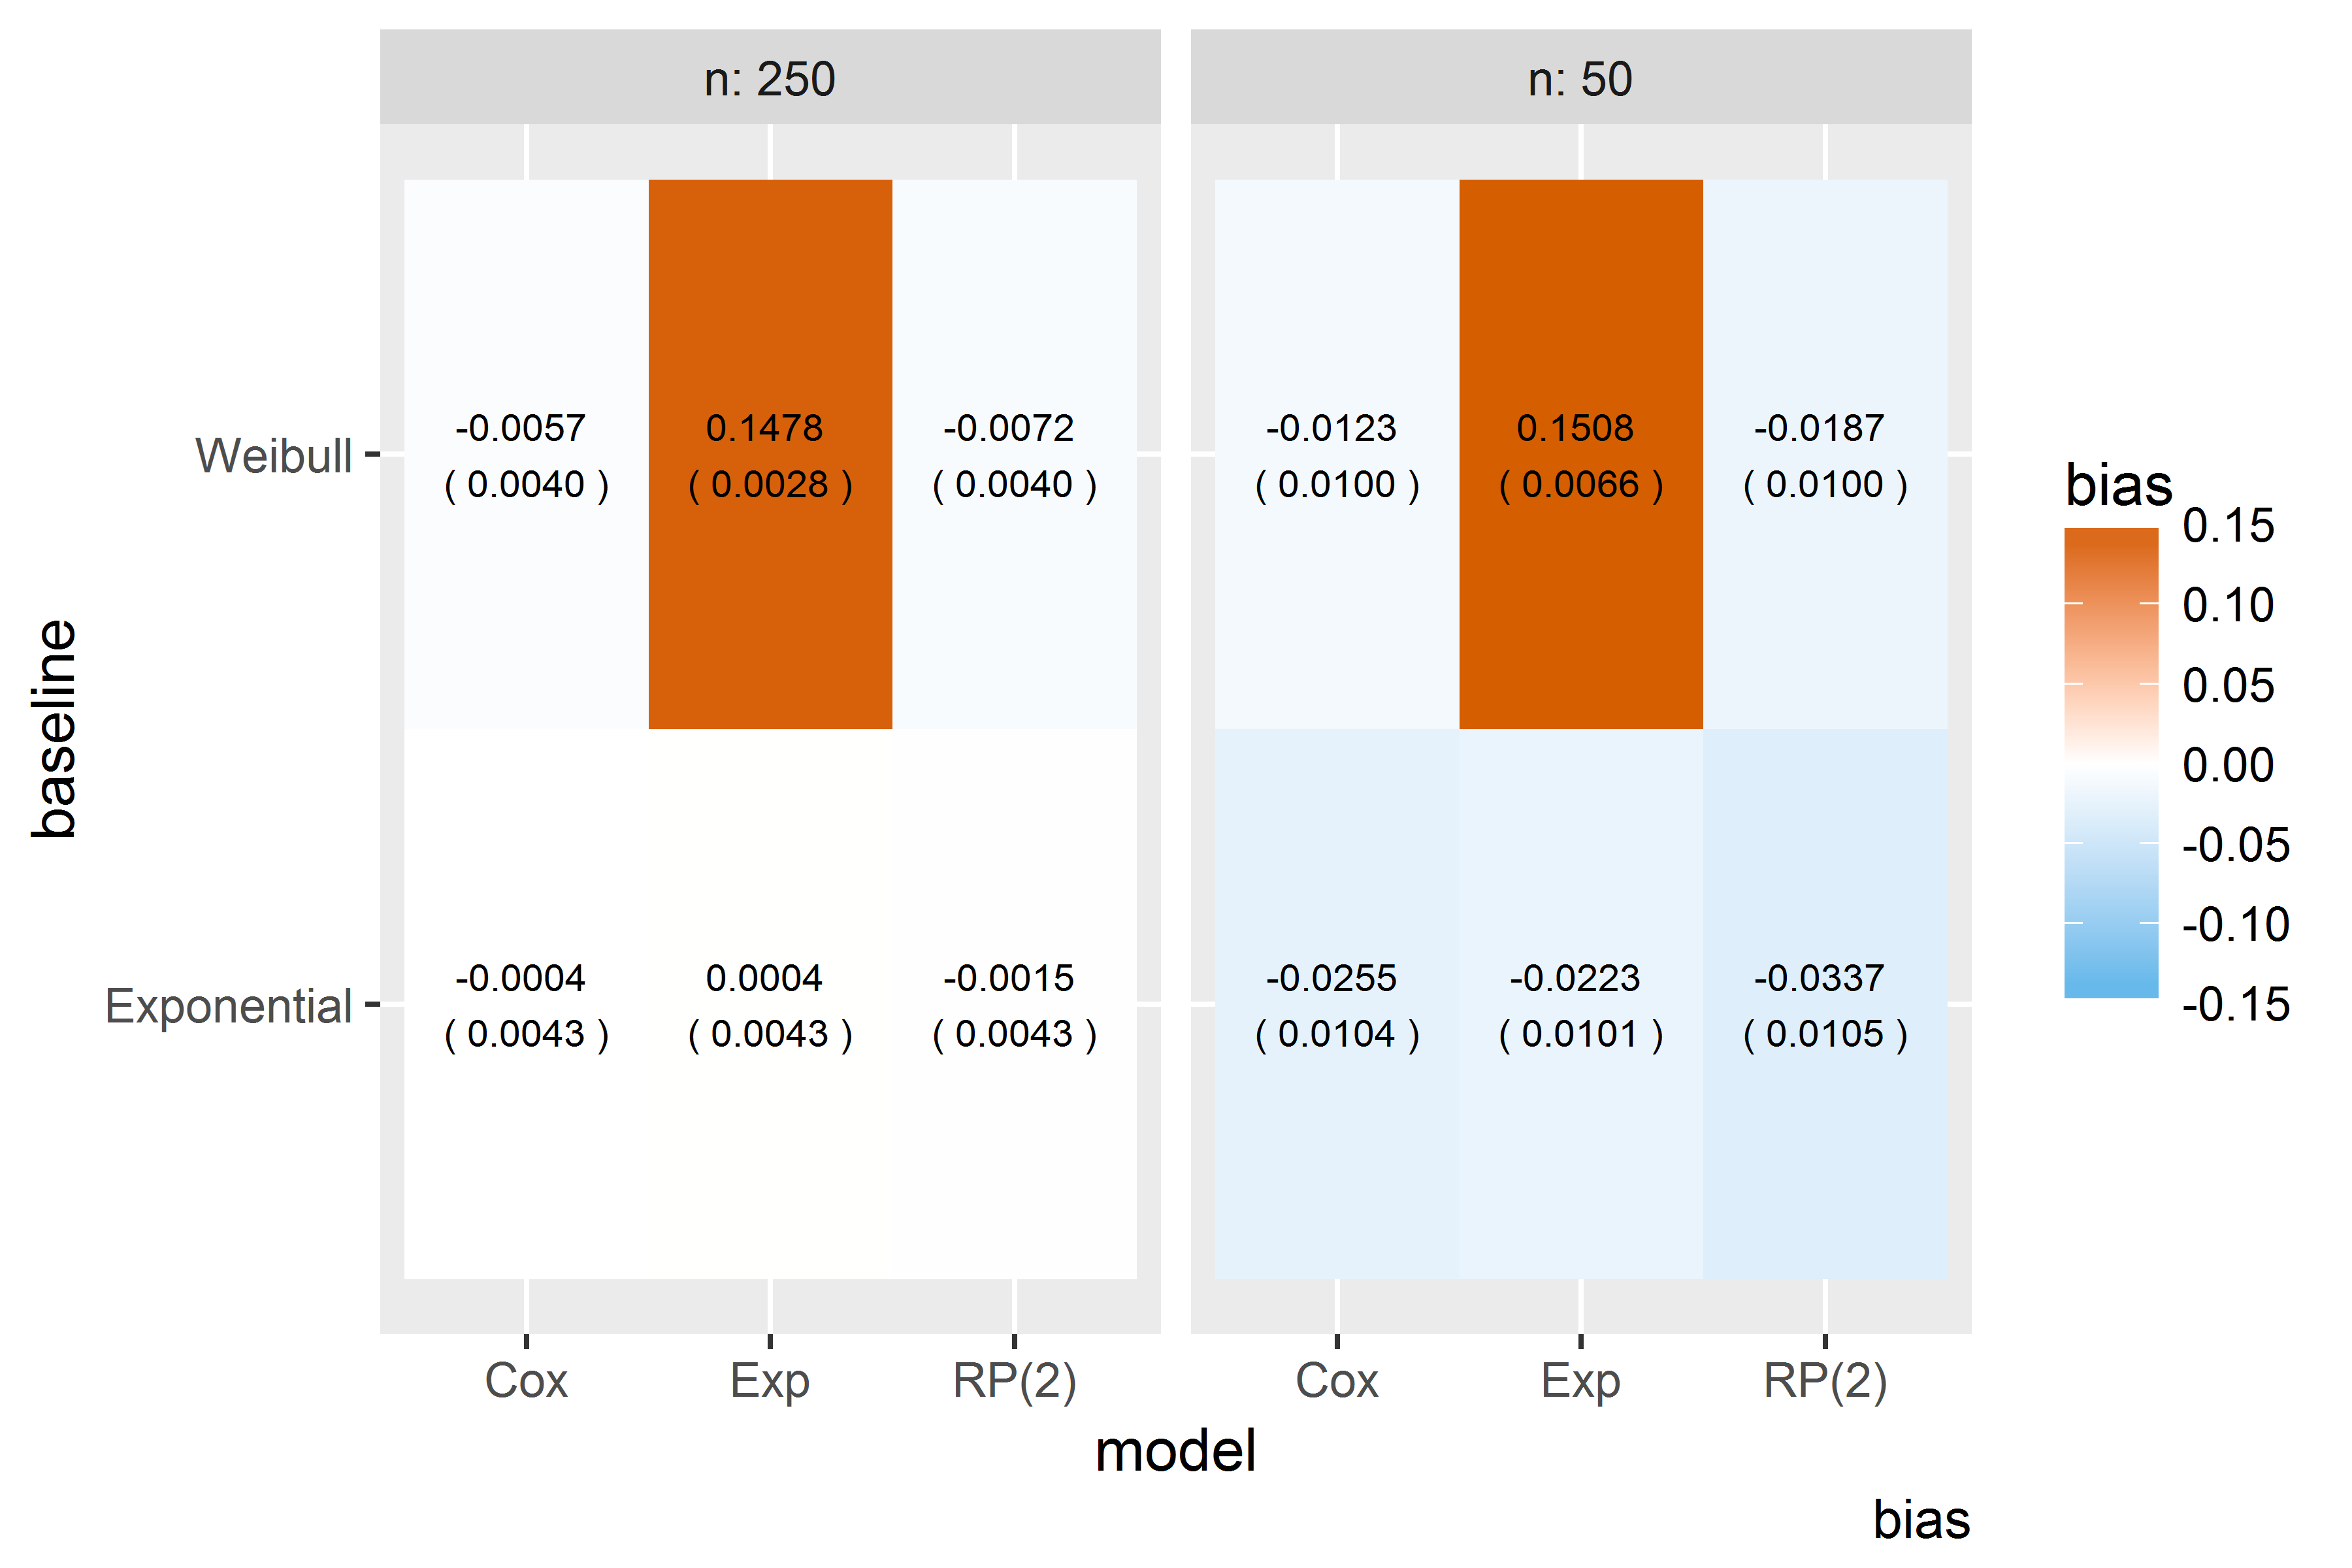 n: 250
n: 50
baseline
Weibull
-0.0057 0.1478 -0.0072 -0.0123 0.1508 -0.0187
( 0.0040 ) ( 0.0028 ) ( 0.0040 ) ( 0.0100 ) ( 0.0066 ) ( 0.0100 )
Exponential
-0.0004 0.0004 -0.0015 -0.0255 -0.0223 -0.0337
( 0.0043 ) ( 0.0043 ) ( 0.0043 ) ( 0.0104 ) ( 0.0101 ) ( 0.0105 )
Cox Exp RP(2) Cox Exp RP(2)
model
bias
bias
0.15
0.10
0.05
0.00
-0.05
-0.10
-0.15